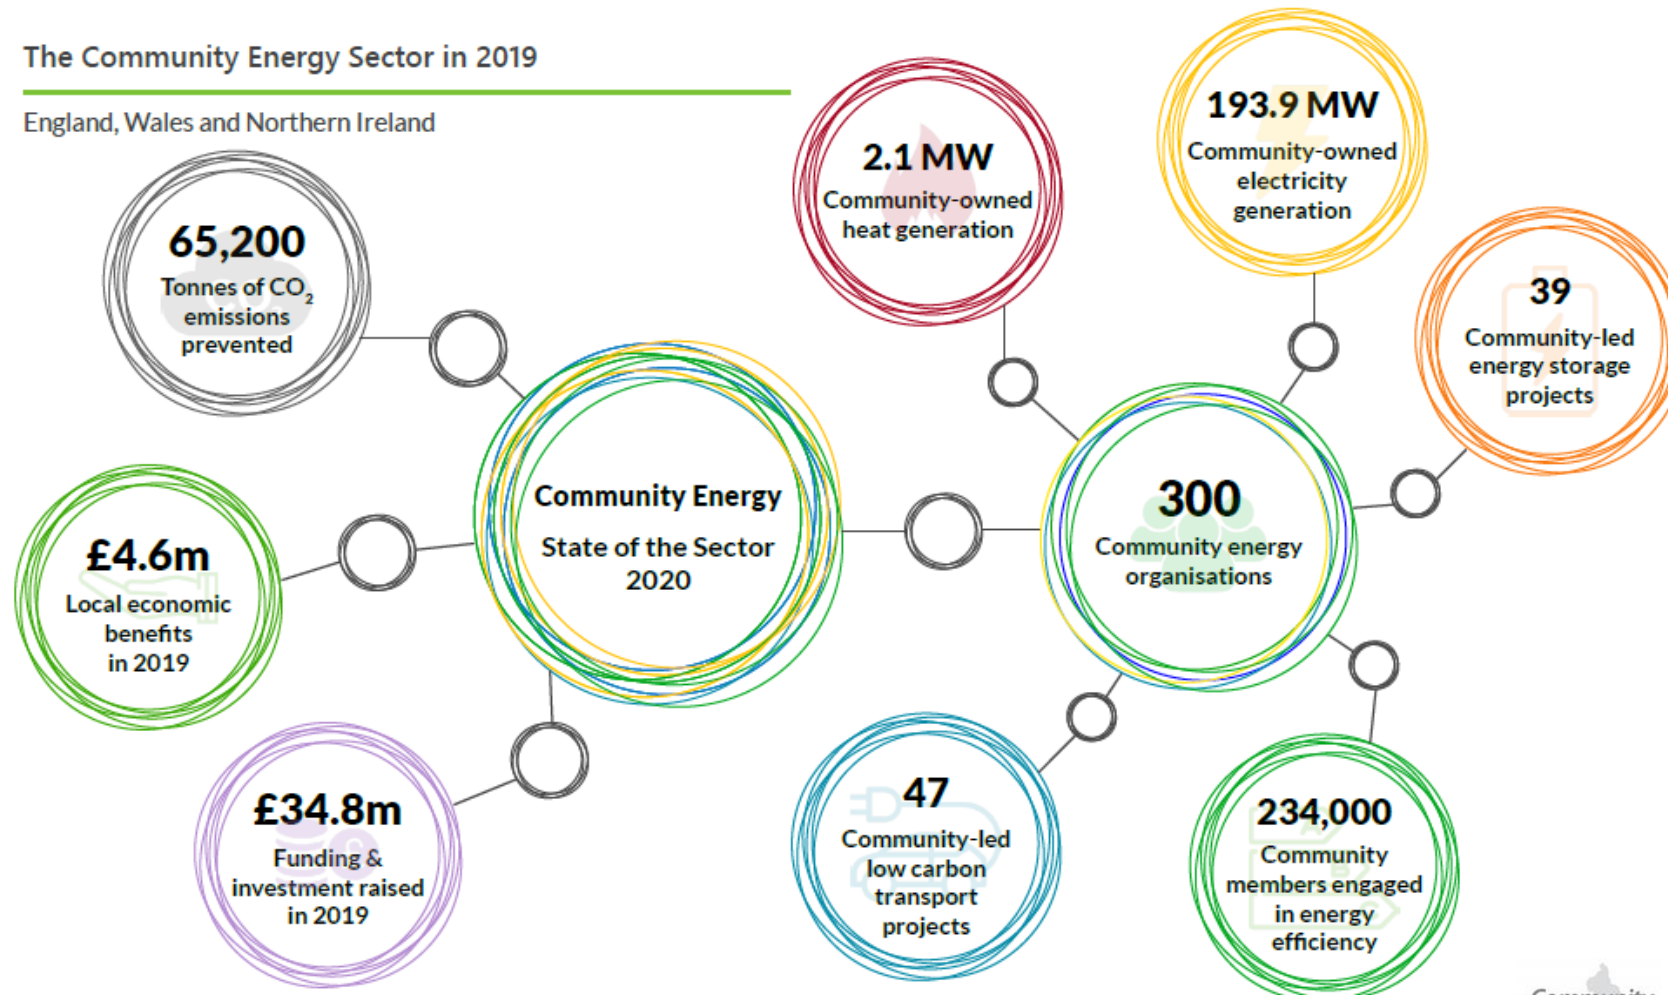 The Community Energy Sector in 2019
England, Wales and Northern Ireland
65,200
Tonnes of CO₂
emissions
prevented
£4.6m
Local economic
benefits
in 2019
£34.8m
Funding &
investment raised
in 2019
Community Energy
State of the Sector
2020
2.1 MW
Community-owned
heat generation
193.9 MW
Community-owned
electricity
generation
39
Community-led
energy storage
projects
300
Community energy
organisations
47
Community-led
low carbon
transport
projects
234,000
Community
members engaged
in energy
efficiency
Community